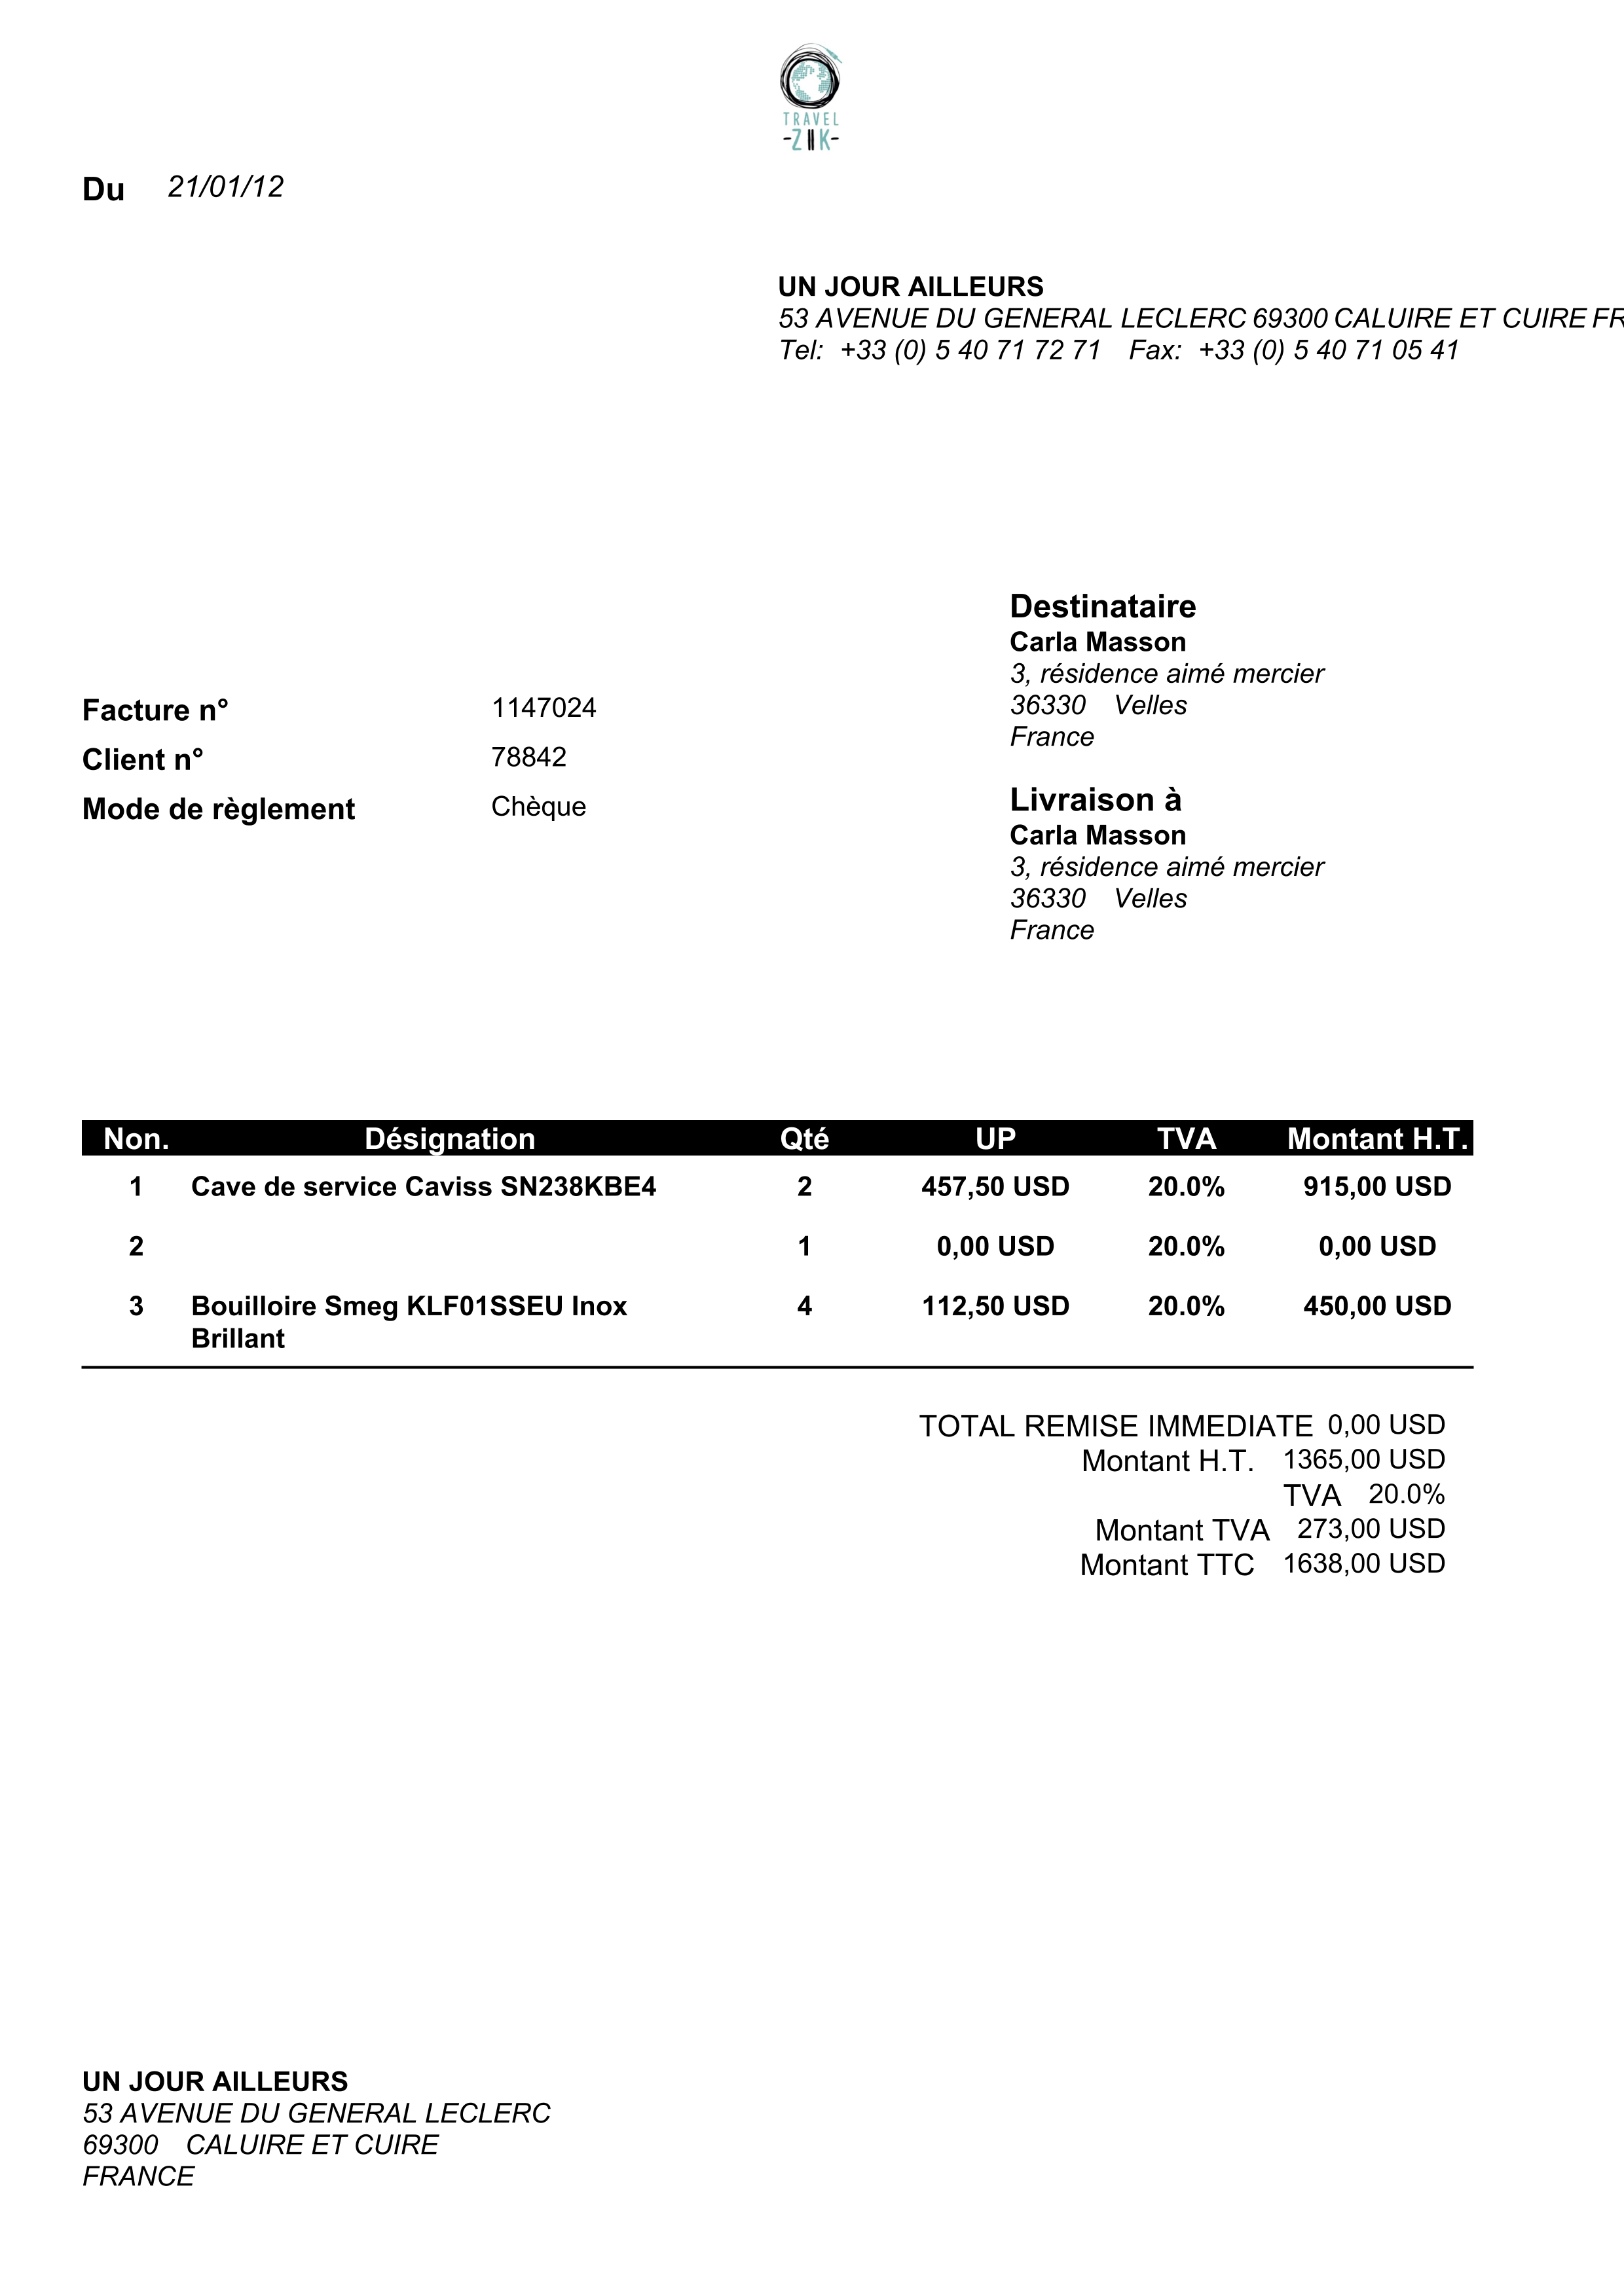 TRAVEL
-ZIIK-
Du 21/01/12
UN JOUR AILLEURS
53 AVENUE DU GENERAL LECLERC 69300 CALUIRE ET CUIRE FR
Tel: +33 (0) 5 40 71 72 71 Fax: +33 (0) 5 40 71 05 41
Destinataire
Carla Masson
3, résidence aimé mercier
36330 Velles
France
Facture n° 1147024
Client n° 78842
Mode de règlement Chèque
Livraison à
Carla Masson
3, résidence aimé mercier
36330 Velles
France
Non. Désignation Qté UP TVA Montant H.T.
1 Cave de service Caviss SN238KBE4 2 457,50 USD 20.0% 915,00 USD
2 1 0,00 USD 20.0% 0,00 USD
3 Bouilloire Smeg KLF01SSEU Inox 4 112,50 USD 20.0% 450,00 USD
Brillant
TOTAL REMISE IMMEDIATE 0,00 USD
Montant H.T. 1365,00 USD
TVA 20.0%
Montant TVA 273,00 USD
Montant TTC 1638,00 USD
UN JOUR AILLEURS
53 AVENUE DU GENERAL LECLERC
69300 CALUIRE ET CUIRE
FRANCE